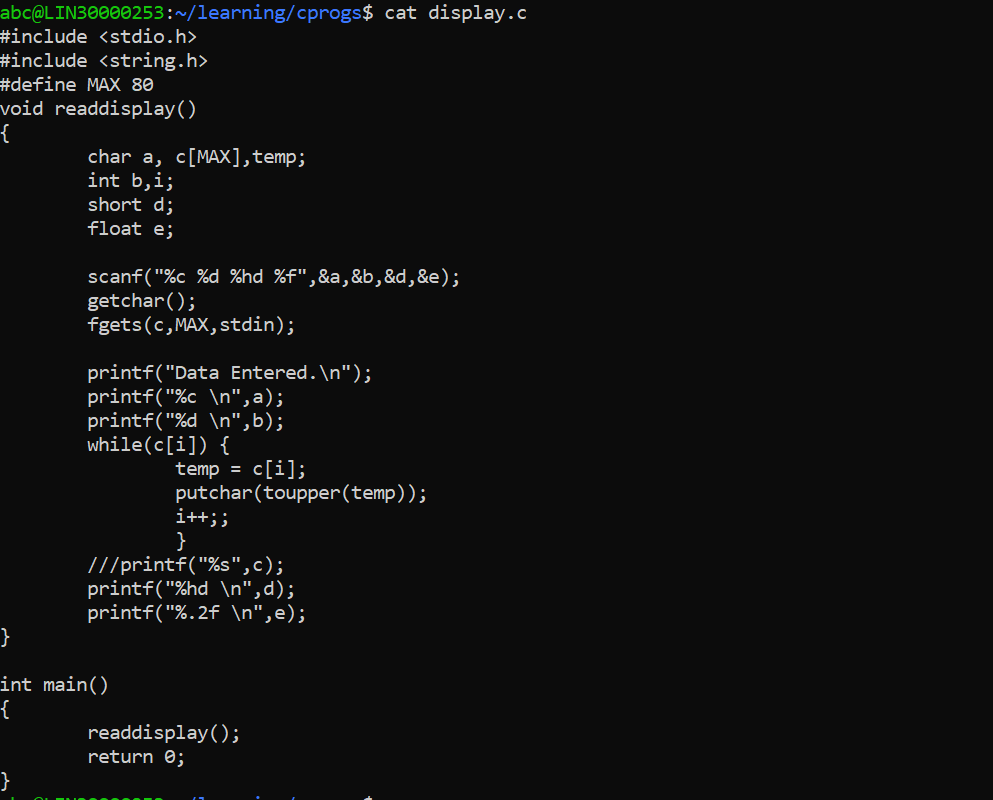 abc@LIN30000253:~/learning/cprogs$ cat display.c
#include <stdio.h>
#include <string.h>
#define MAX 80
void readdisplay()
{
        char a, c[MAX],temp;
        int b,i;
        short d;
        float e;

        scanf("%c %d %hd %f",&a,&b,&d,&e);
        getchar();
        fgets(c,MAX,stdin);

        printf("Data Entered.\n");
        printf("%c \n",a);
        printf("%d \n",b);
        while(c[i]) {
                temp = c[i];
                putchar(toupper(temp));
                i++;;
                }
        ///printf("%s",c);
        printf("%hd \n",d);
        printf("%.2f \n",e);
}

int main()
{
        readdisplay();
        return 0;
}